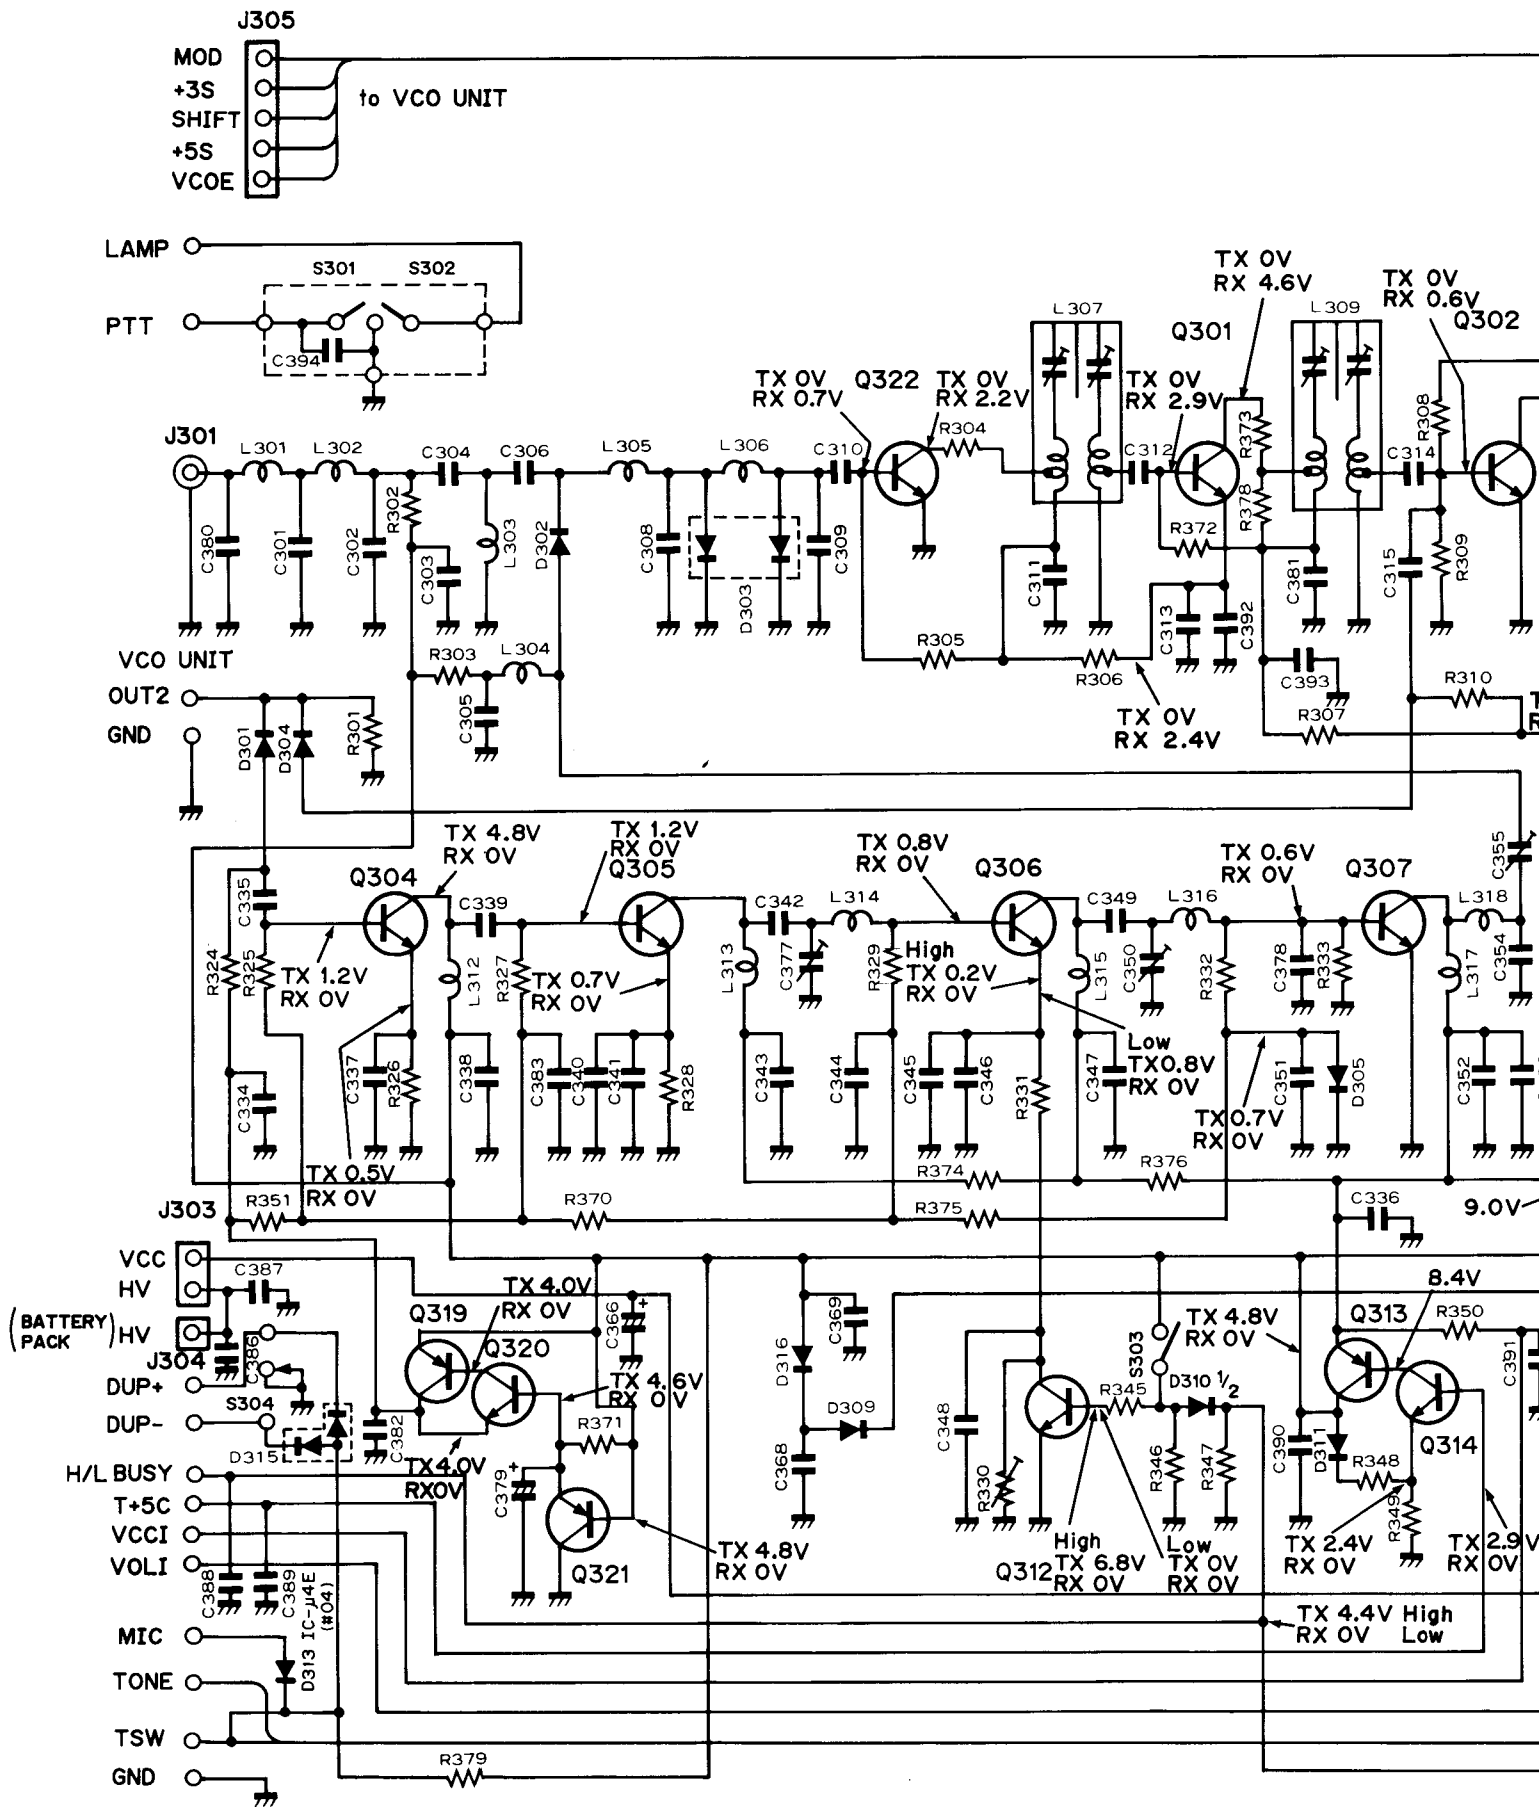 J305
MOD
+3S
to VCO UNIT
SHIFT
+5S
VCOE
LAMP
S301 S302
PTT
C394
TX 0V
RX 4.6V
TX 0V
RX 0.6V
L307
L309
Q301
Q302
TX 0V
RX 0.7V
Q322
TX 0V
RX 2.2V
TX 0V
RX 2.9V
J301
L301 L302 C304 C306 L305 L306 C310 R304 C312 R373 C314 R308
C380 C301 C302 R302 C303 L303 D302 C308 D303 C309 C311 R372 R378 C381 C315 R309
C313 C392
R305
R306
C393
R307
R310
TX 0V
RX 2.4V
VCO UNIT
OUT2
GND
D301 D304 R301
R303 L304
C305
TX 4.8V
RX 0V
TX 1.2V
RX 0V
TX 0.8V
RX 0V
TX 0.6V
RX 0V
Q304
Q305
Q306
Q307
C355
C335
C339
C342
L314
C349
L316
L318
R324 R325
TX 1.2V
RX 0V
L312 R327
TX 0.7V
RX 0V
L313 C377 R329
High
TX 0.2V
RX 0V
L315 C350 R332 C378 R333 L317 C354
Low
TX 0.8V
RX 0V
C334 C337 R326 C338 C383 C340 C341 R328 C343 C344 C345 C346 R331 C347 C351 D305 C352
TX 0.7V
RX 0V
TX 0.5V
RX 0V
R374
R376
R351
R370
R375
C336
9.0V
J303
VCC
HV
C387
(BATTERY PACK) HV
J304
C386
DUP+
DUP-
S304
D315
C382
Q319
TX 4.0V
RX 0V
Q320
C366
TX 4.6V
RX 0V
R371
TX 4.0V
RX 0V
C379
Q321
TX 4.8V
RX 0V
D316
C369
D309
C368
C348
R330
Q312
R345
S303
D310 1/2
R346
R347
High
TX 6.8V
RX 0V
Low
TX 0V
RX 0V
TX 4.8V
RX 0V
Q313
8.4V
R350
C391
C390
D311
R348
Q314
R349
TX 2.4V
RX 0V
TX 2.9V
RX 0V
H/L BUSY
T+5C
VCCI
VOLI
C388 C389
D313 IC-μ4E
(#04)
MIC
TONE
TSW
GND
R379
TX 4.4V High
RX 0V Low